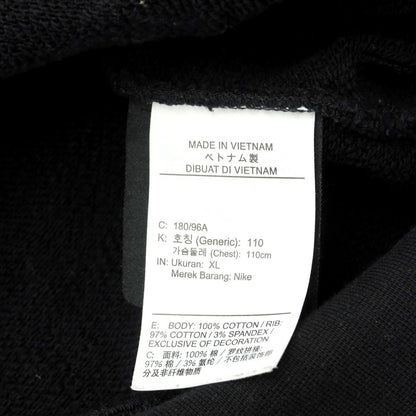 MADE IN VIETNAM
ベトナム製
DIBUAT DI VIETNAM
C: 180/96A
K: 호칭 (Generic): 110
가슴둘레 (Chest): 110cm
IN: Ukuran: XL
Merek Barang: Nike
E: BODY: 100% COTTON / RIB:
97% COTTON / 3% SPANDEX /
EXCLUSIVE OF DECORATION
C: 面料: 100% 棉 / 罗纹拼接:
97% 棉 / 3% 氨纶 / 不包括装饰部
分及非纤维物质